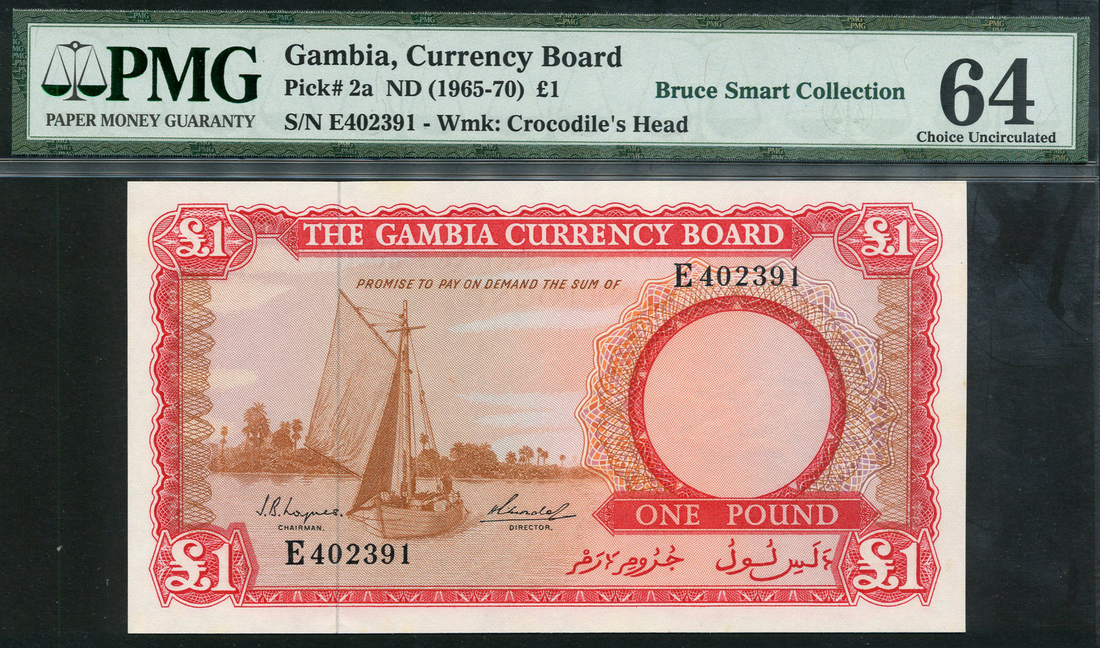 PMG
PAPER MONEY GUARANTY
Gambia, Currency Board
Pick# 2a ND (1965-70) £1
S/N E402391 - Wmk: Crocodile's Head
Bruce Smart Collection
64
Choice Uncirculated
£1 THE GAMBIA CURRENCY BOARD £1
PROMISE TO PAY ON DEMAND THE SUM OF
E402391
ONE POUND
CHAIRMAN.
DIRECTOR.
E402391
£1 £1